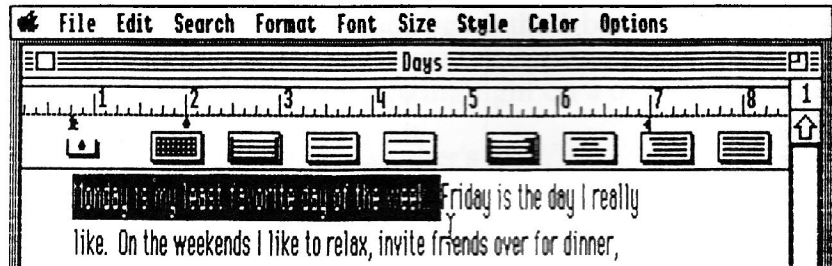 File Edit Search Format Font Size Style Color Options
Days
1 2 3 4 5 6 7 8 1
Monday is my least favorite day of the week. Friday is the day I really
like. On the weekends I like to relax, invite friends over for dinner,